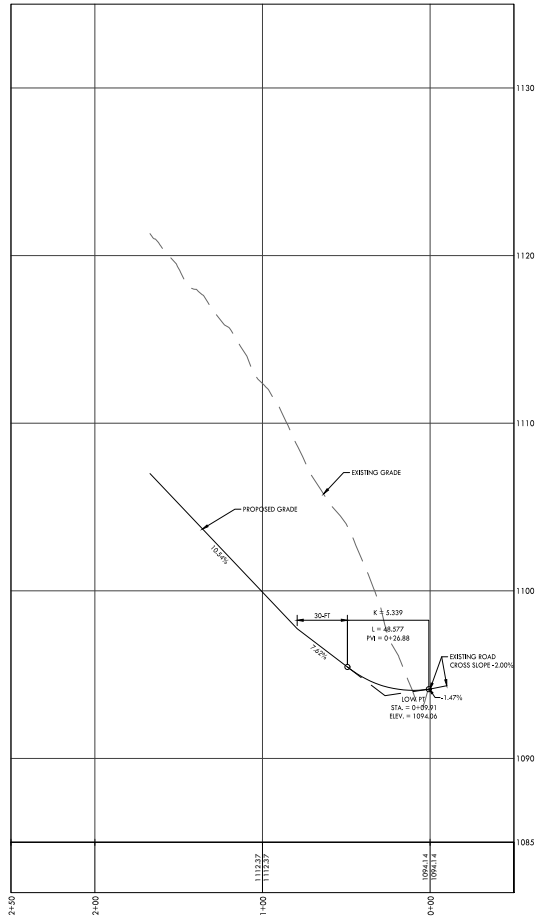 1130
1120
1110
1100
1090
1085
EXISTING GRADE
PROPOSED GRADE
10.54%
30-FT
K = 5.339
L = 48.577
PVI = 0+26.88
7.62%
EXISTING ROAD
CROSS SLOPE -2.00%
-1.47%
LOW PT
STA. = 0+09.91
ELEV. = 1094.06
2+50
2+00
1+00
1112.37
1112.37
0+00
1094.14
1094.14